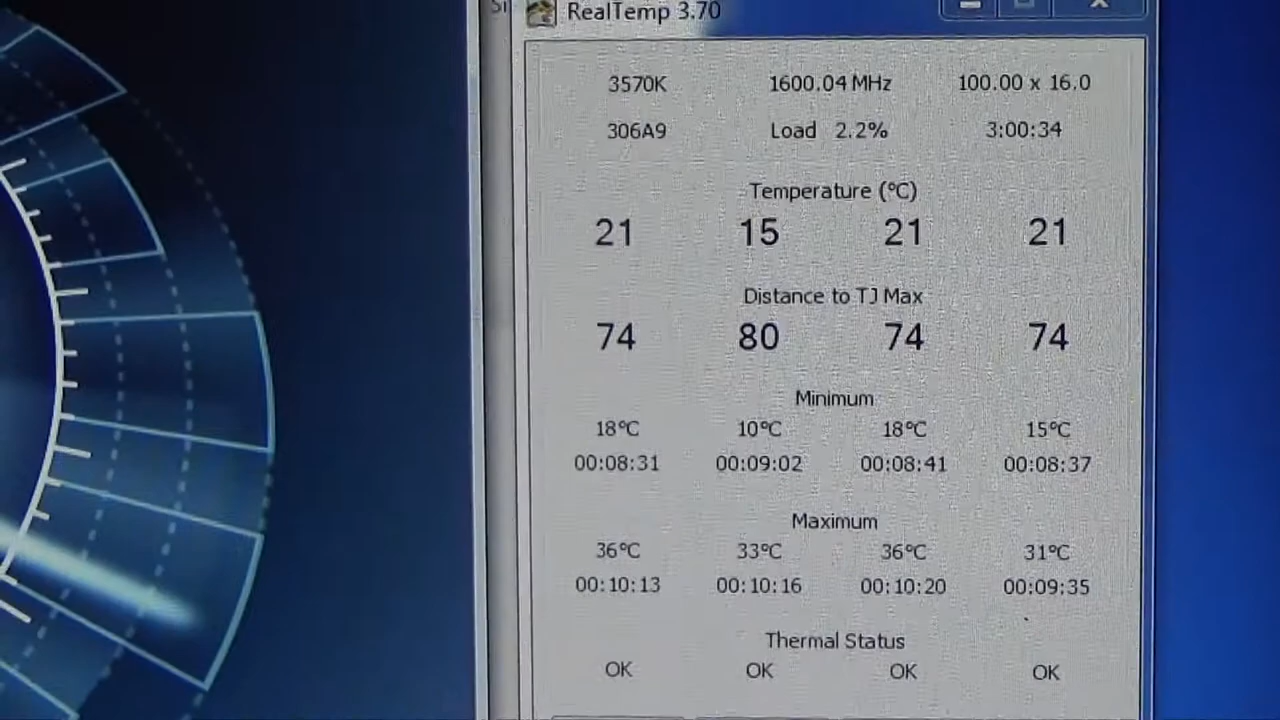 RealTemp 3.70
3570K 1600.04 MHz 100.00 x 16.0
306A9 Load 2.2% 3:00:34
Temperature (°C)
21 15 21 21
Distance to TJ Max
74 80 74 74
Minimum
18°C 10°C 18°C 15°C
00:08:31 00:09:02 00:08:41 00:08:37
Maximum
36°C 33°C 36°C 31°C
00:10:13 00:10:16 00:10:20 00:09:35
Thermal Status
OK OK OK OK